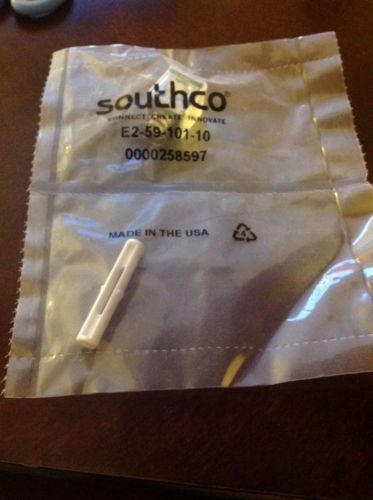 southco®
CONNECT · CREATE · INNOVATE
E2-59-101-10
0000258597
MADE IN THE USA
4